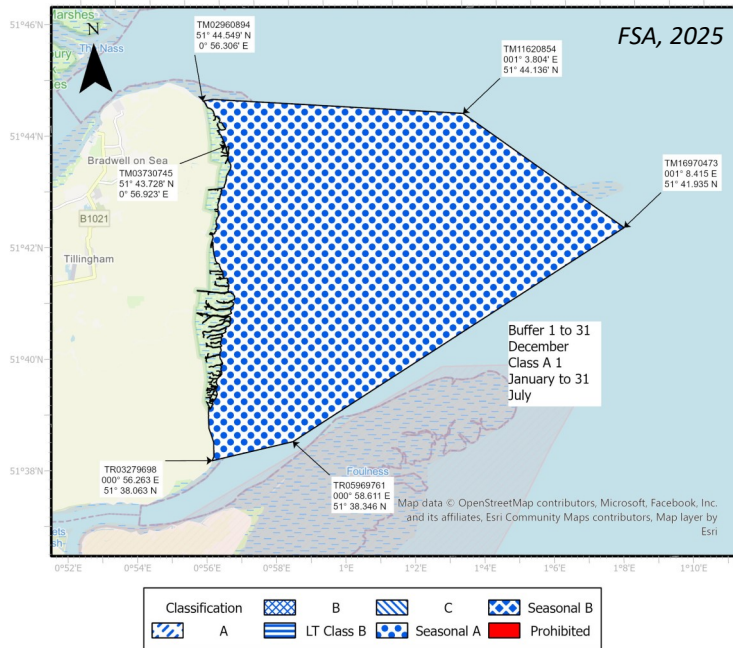 51°46'N
51°44'N
51°42'N
51°40'N
51°38'N
0°52'E
0°54'E
0°56'E
0°58'E
1°E
1°2'E
1°4'E
1°6'E
1°8'E
1°10'E
Marshes
N
The Nass
FSA, 2025
TM02960894
51° 44.549' N
0° 56.306' E
TM11620854
001° 3.804' E
51° 44.136' N
TM16970473
001° 8.415 E
51° 41.935' N
Bradwell on Sea
TM03730745
51° 43.728' N
0° 56.923' E
B1021
Tillingham
Buffer 1 to 31
December
Class A 1
January to 31
July
TR03279698
000° 56.263 E
51° 38.063 N
TR05969761
000° 58.611 E
51° 38.346 N
Foulness
Map data © OpenStreetMap contributors, Microsoft, Facebook, Inc.
and its affiliates, Esri Community Maps contributors, Map layer by
Esri
Classification
B
C
Seasonal B
A
LT Class B
Seasonal A
Prohibited